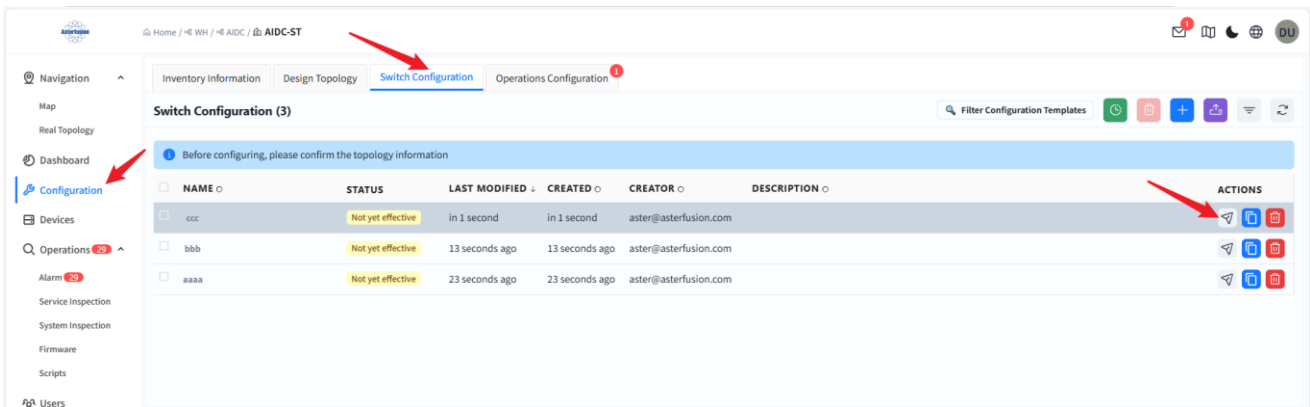 Asterfusion
Home / WH / AIDC / AIDC-ST
1
DU
Navigation
Map
Real Topology
Dashboard
Configuration
Devices
Operations 29
Alarm 29
Service Inspection
System Inspection
Firmware
Scripts
Users
Inventory Information Design Topology Switch Configuration Operations Configuration 1
Switch Configuration (3)
Filter Configuration Templates
Before configuring, please confirm the topology information
NAME STATUS LAST MODIFIED ↓ CREATED CREATOR DESCRIPTION ACTIONS
ccc Not yet effective in 1 second in 1 second aster@asterfusion.com
bbb Not yet effective 13 seconds ago 13 seconds ago aster@asterfusion.com
aaaa Not yet effective 23 seconds ago 23 seconds ago aster@asterfusion.com